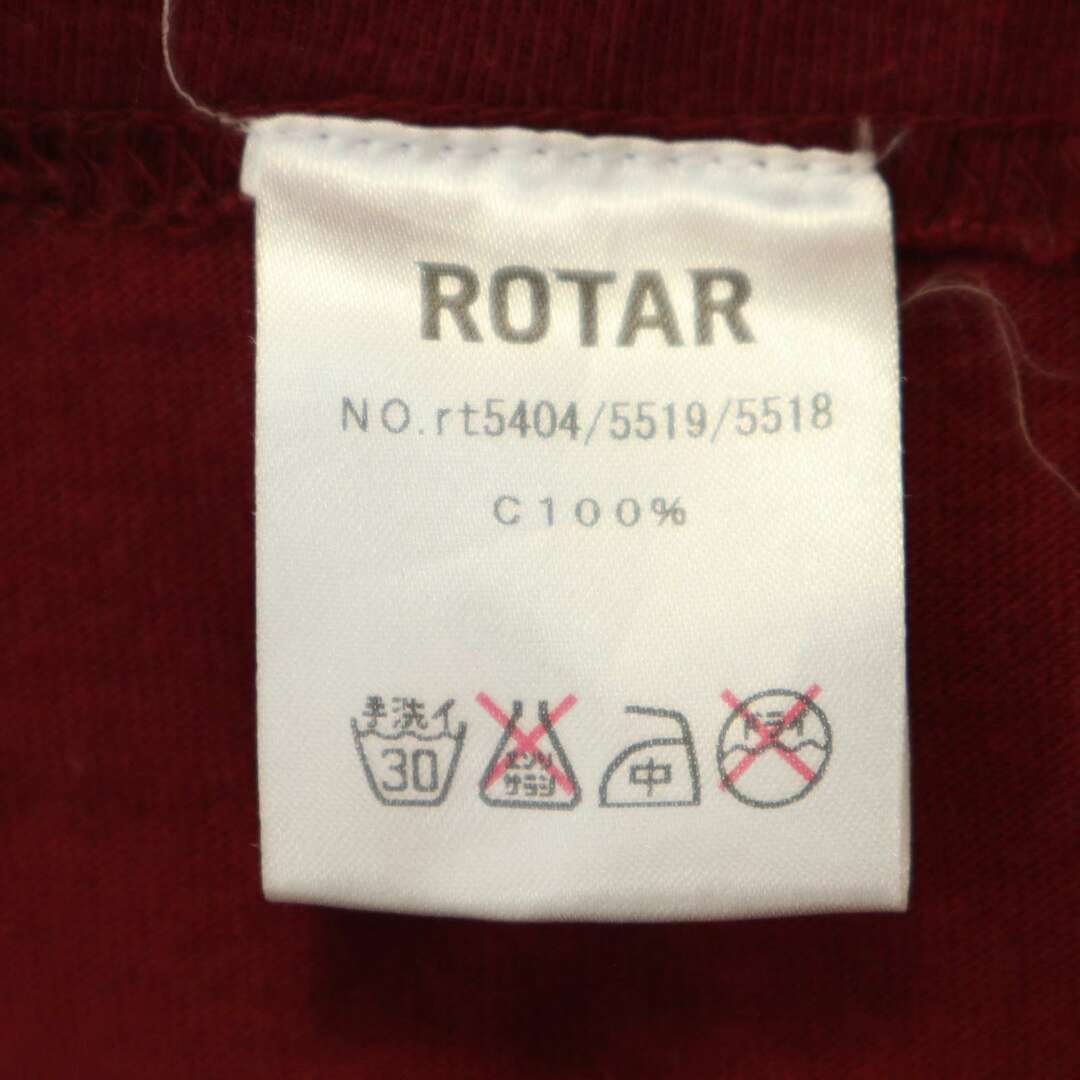 ROTAR
NO.rt5404/5519/5518
C100%
手洗イ エンソ 中 ドライ
30 サラシ